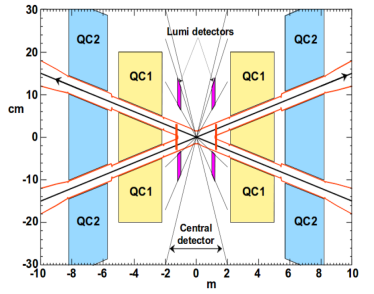 30
20
10
cm
0
-10
-20
-30
QC2
QC2
Lumi detectors
QC1
QC1
QC1
QC1
QC2
QC2
Central
detector
-10 -8 -6 -4 -2 0 2 4 6 8 10
m